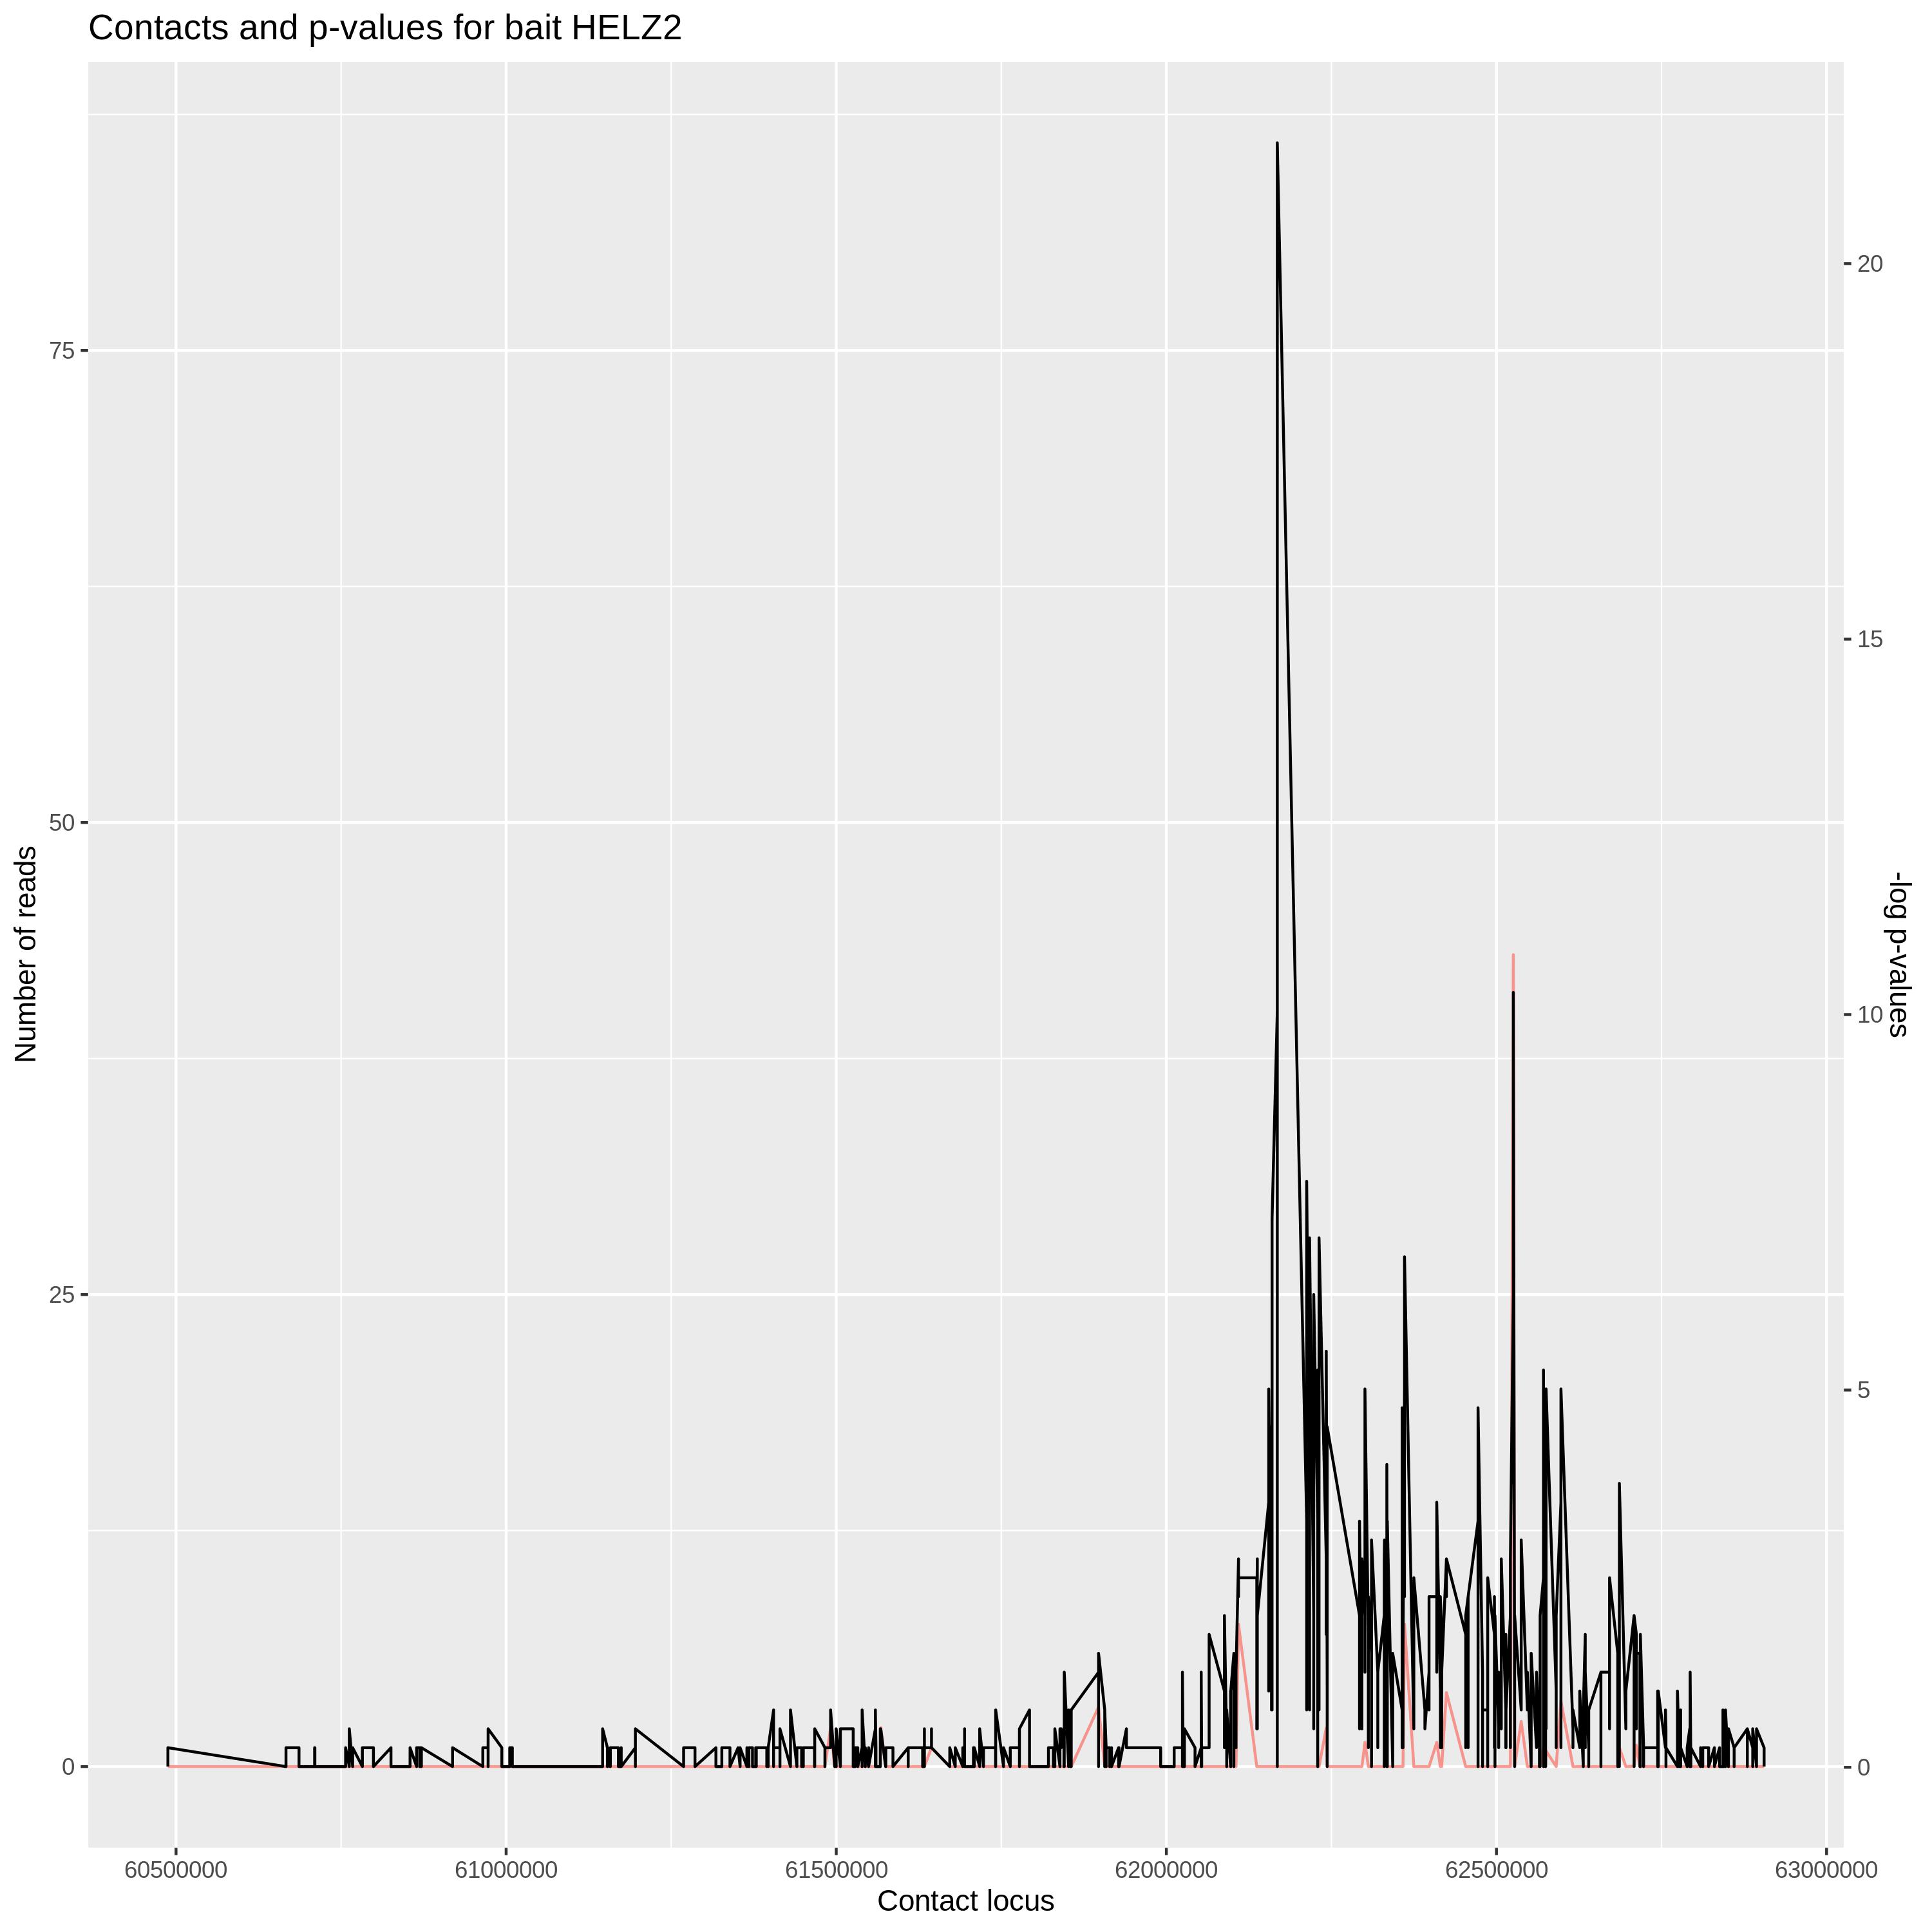 Contacts and p-values for bait HELZ2
75
50
25
0
Number of reads
20
15
10
5
0
-log p-values
60500000 61000000 61500000 62000000 62500000 63000000
Contact locus